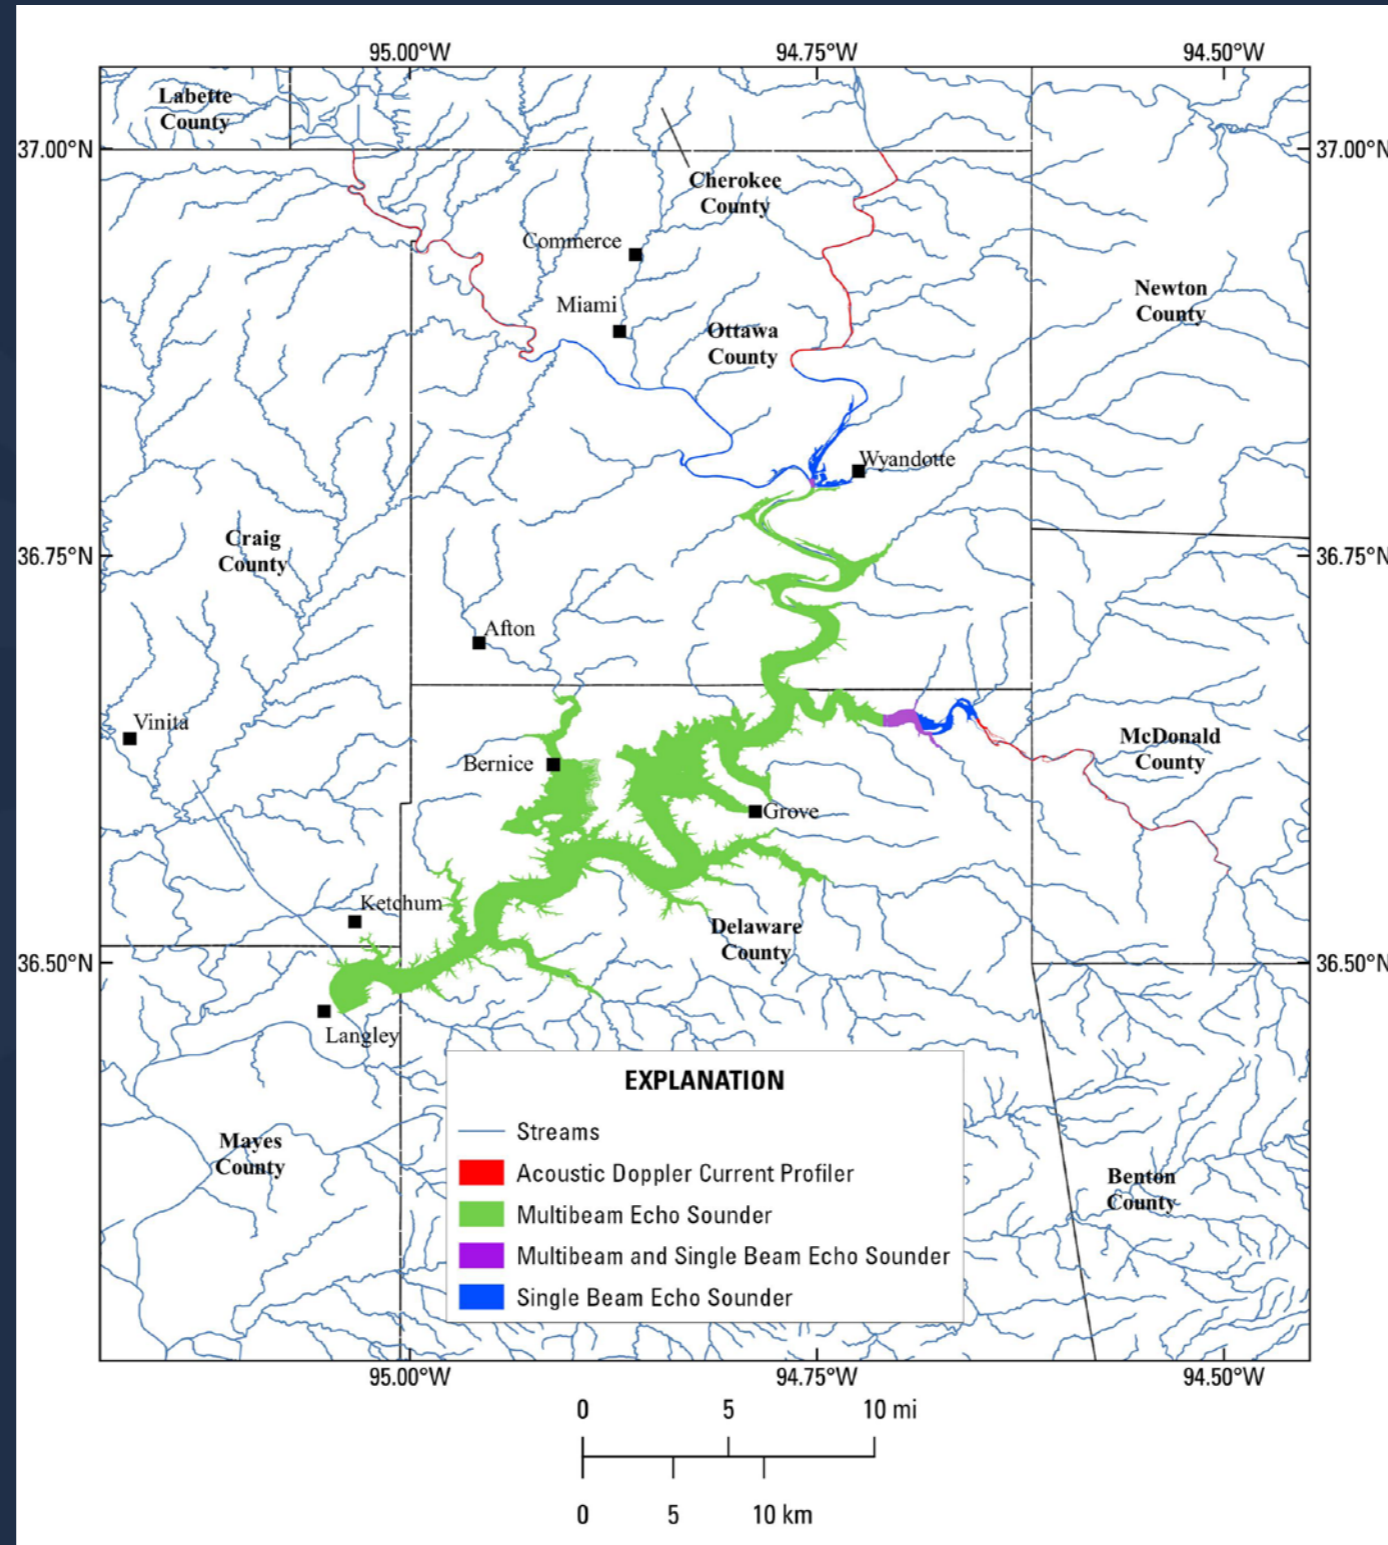 95.00°W 94.75°W 94.50°W
Labette
County
37.00°N 37.00°N
Cherokee
County
Commerce
Newton
County
Miami
Ottawa
County
Wyandotte
Craig
County
36.75°N 36.75°N
Afton
Vinita
McDonald
County
Bernice
Grove
Ketchum
Delaware
County
36.50°N 36.50°N
Langley
EXPLANATION
Streams
Acoustic Doppler Current Profiler
Multibeam Echo Sounder
Multibeam and Single Beam Echo Sounder
Single Beam Echo Sounder
Mayes
County
Benton
County
95.00°W 94.75°W 94.50°W
0 5 10 mi
0 5 10 km